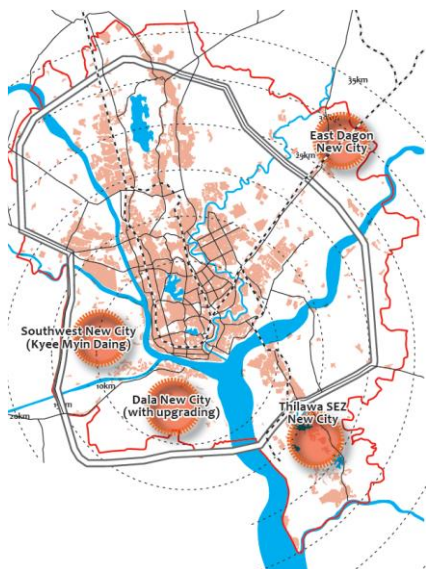 35km
East Dagon
New City
29km
Southwest New City
(Kyee Myin Daing)
10km
Dala New City
(with upgrading)
Thilawa SEZ
New City
20km